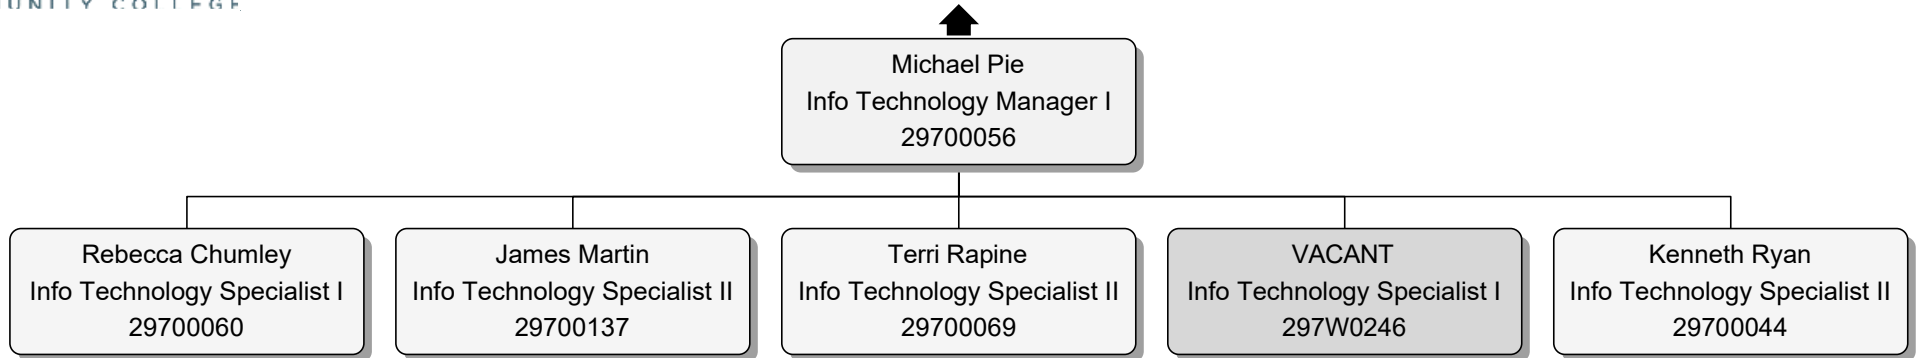 COLLEGE
Michael Pie
Info Technology Manager I
29700056
Rebecca Chumley
Info Technology Specialist I
29700060
James Martin
Info Technology Specialist II
29700137
Terri Rapine
Info Technology Specialist II
29700069
VACANT
Info Technology Specialist I
297W0246
Kenneth Ryan
Info Technology Specialist II
29700044